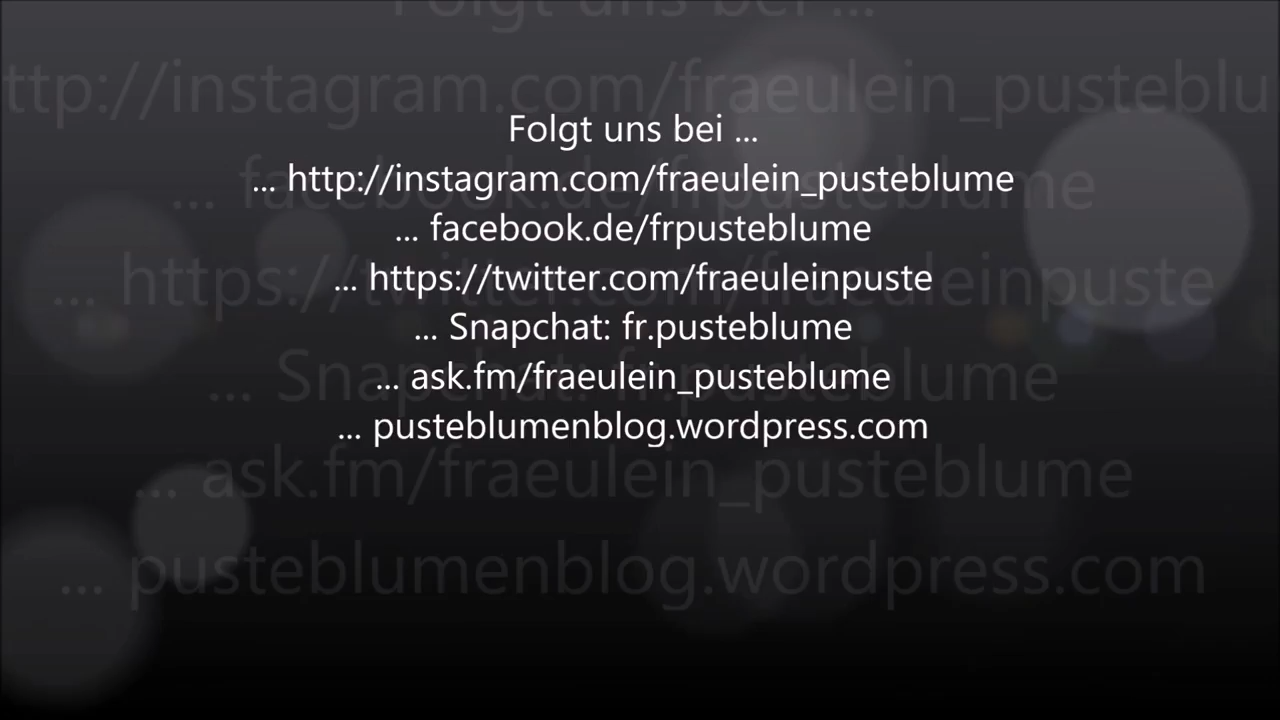 Folgt uns bei ...
... http://instagram.com/fraeulein_pusteblume
... facebook.de/frpusteblume
... https://twitter.com/fraeuleinpuste
... Snapchat: fr.pusteblume
... ask.fm/fraeulein_pusteblume
... pusteblumenblog.wordpress.com